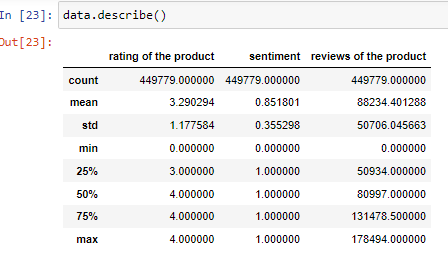 In [23]: data.describe()
Out[23]:
rating of the product sentiment reviews of the product
count 449779.000000 449779.000000 449779.000000
mean 3.290294 0.851801 88234.401288
std 1.177584 0.355298 50706.045663
min 0.000000 0.000000 0.000000
25% 3.000000 1.000000 50934.000000
50% 4.000000 1.000000 80997.000000
75% 4.000000 1.000000 131478.500000
max 4.000000 1.000000 178494.000000